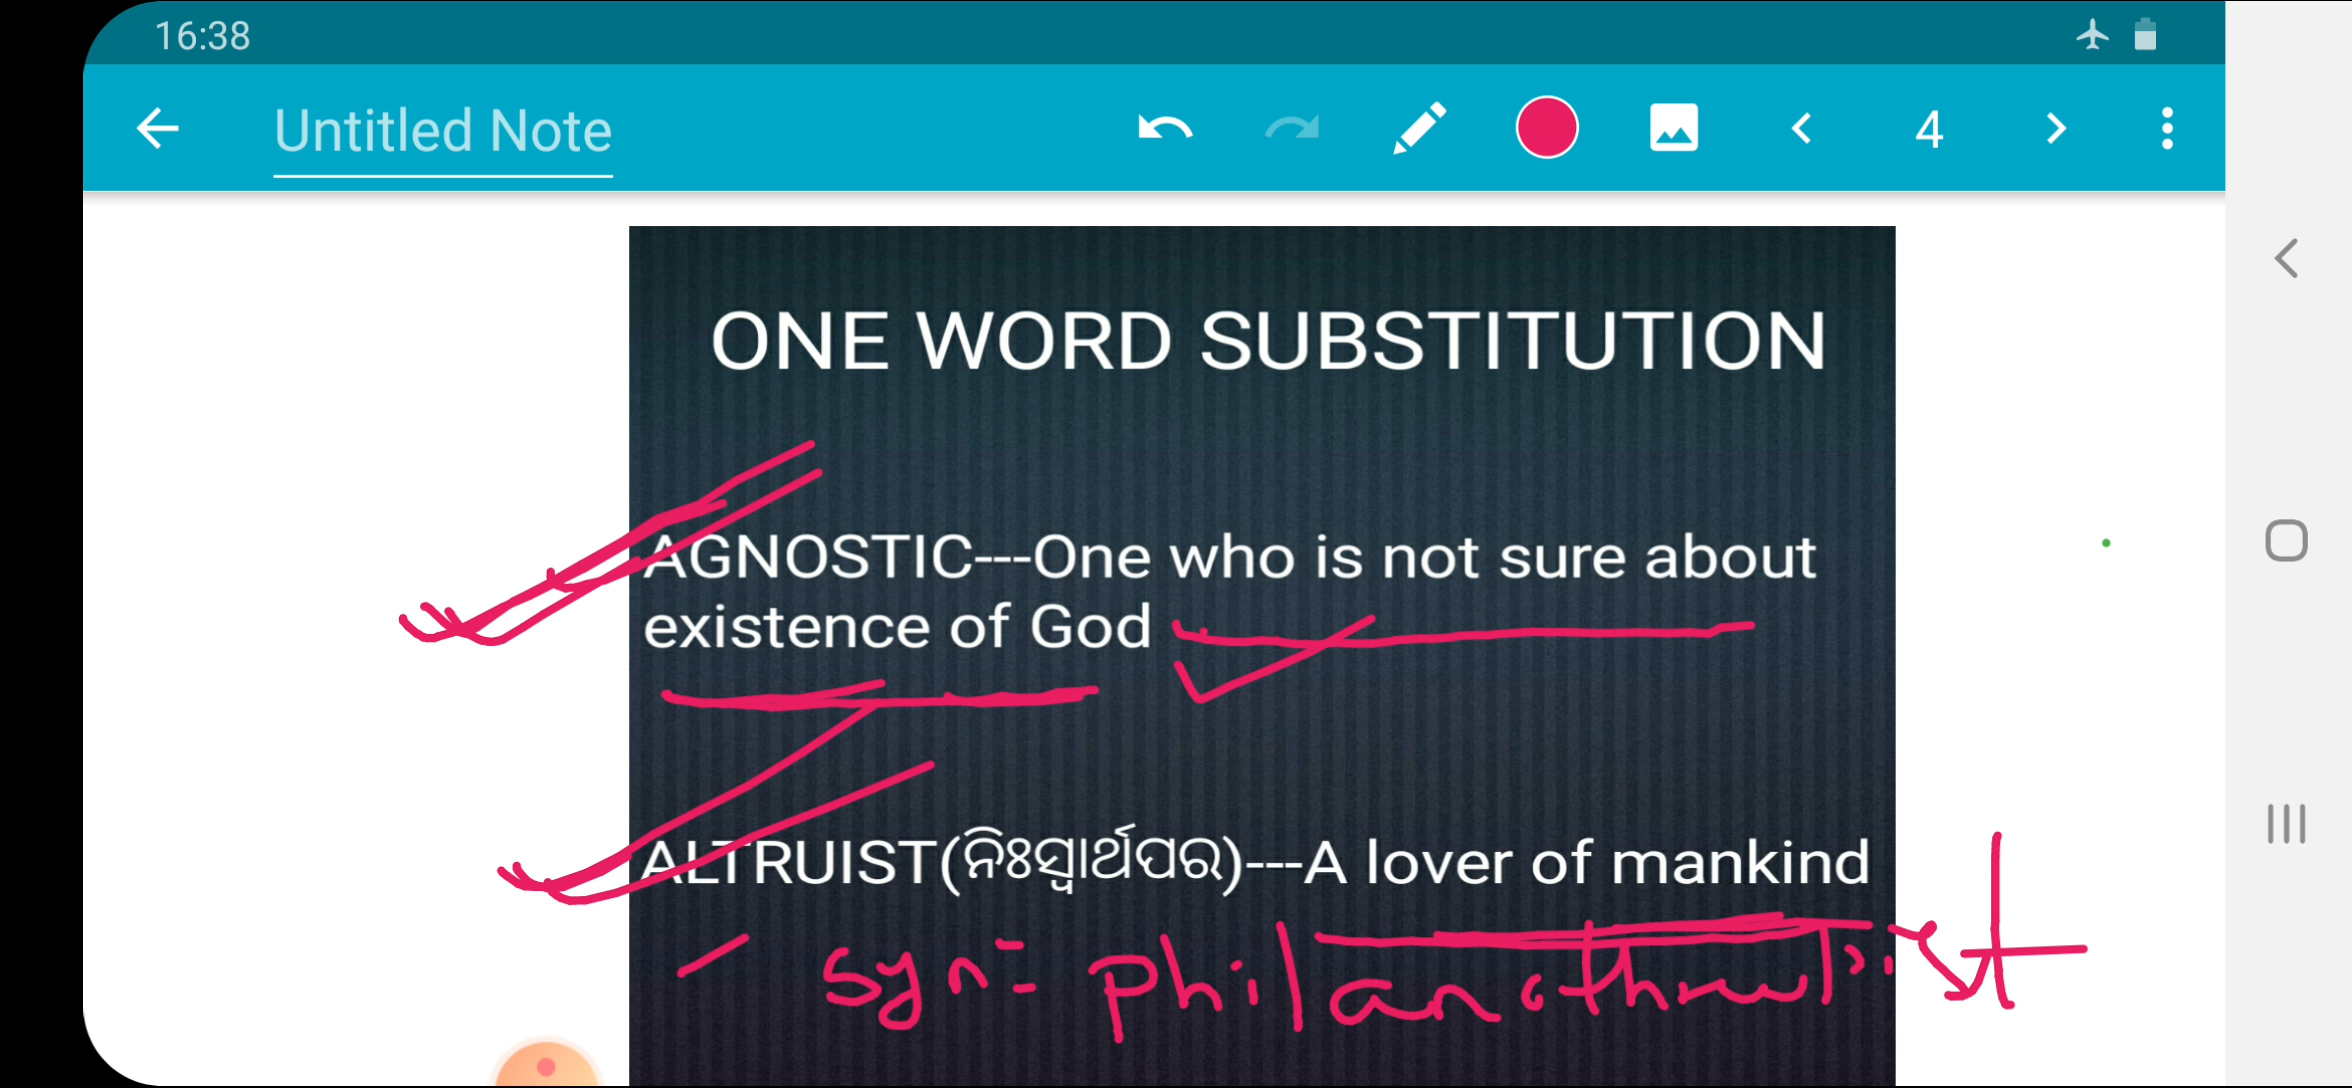 16:38
Untitled Note
4
ONE WORD SUBSTITUTION
AGNOSTIC---One who is not sure about
existence of God
ALTRUIST(ନିଃସ୍ୱାର୍ଥପର)---A lover of mankind
syn=